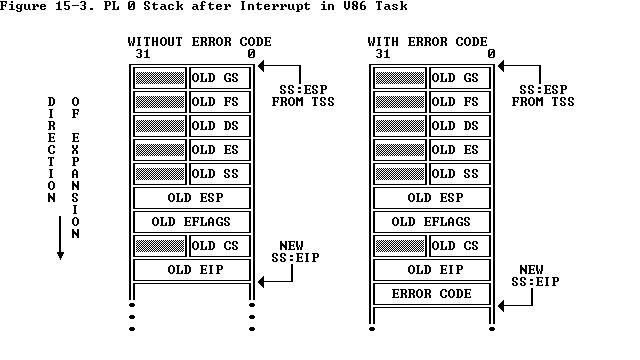 Figure 15-3. PL 0 Stack after Interrupt in V86 Task
WITHOUT ERROR CODE
31 0
OLD GS
OLD FS
OLD DS
OLD ES
OLD SS
OLD ESP
OLD EFLAGS
OLD CS
OLD EIP
SS:ESP
FROM TSS
NEW
SS:EIP
DIRECTION
OF EXPANSION
WITH ERROR CODE
31 0
OLD GS
OLD FS
OLD DS
OLD ES
OLD SS
OLD ESP
OLD EFLAGS
OLD CS
OLD EIP
ERROR CODE
SS:ESP
FROM TSS
NEW
SS:EIP